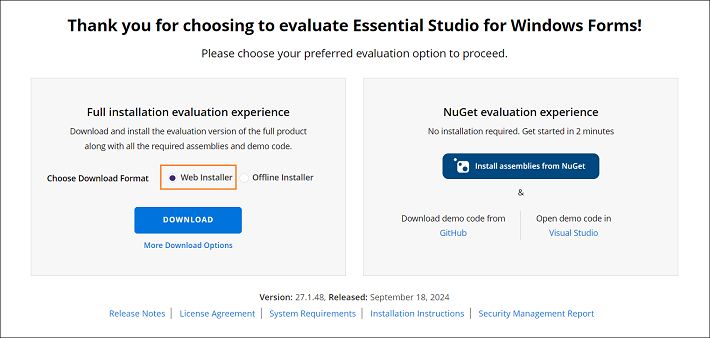 Thank you for choosing to evaluate Essential Studio for Windows Forms!
Please choose your preferred evaluation option to proceed.
Full installation evaluation experience
Download and install the evaluation version of the full product
along with all the required assemblies and demo code.
Choose Download Format
Web Installer
Offline Installer
DOWNLOAD
More Download Options
NuGet evaluation experience
No installation required. Get started in 2 minutes
Install assemblies from NuGet
&
Download demo code from
GitHub
Open demo code in
Visual Studio
Version: 27.1.48, Released: September 18, 2024
Release Notes | License Agreement | System Requirements | Installation Instructions | Security Management Report